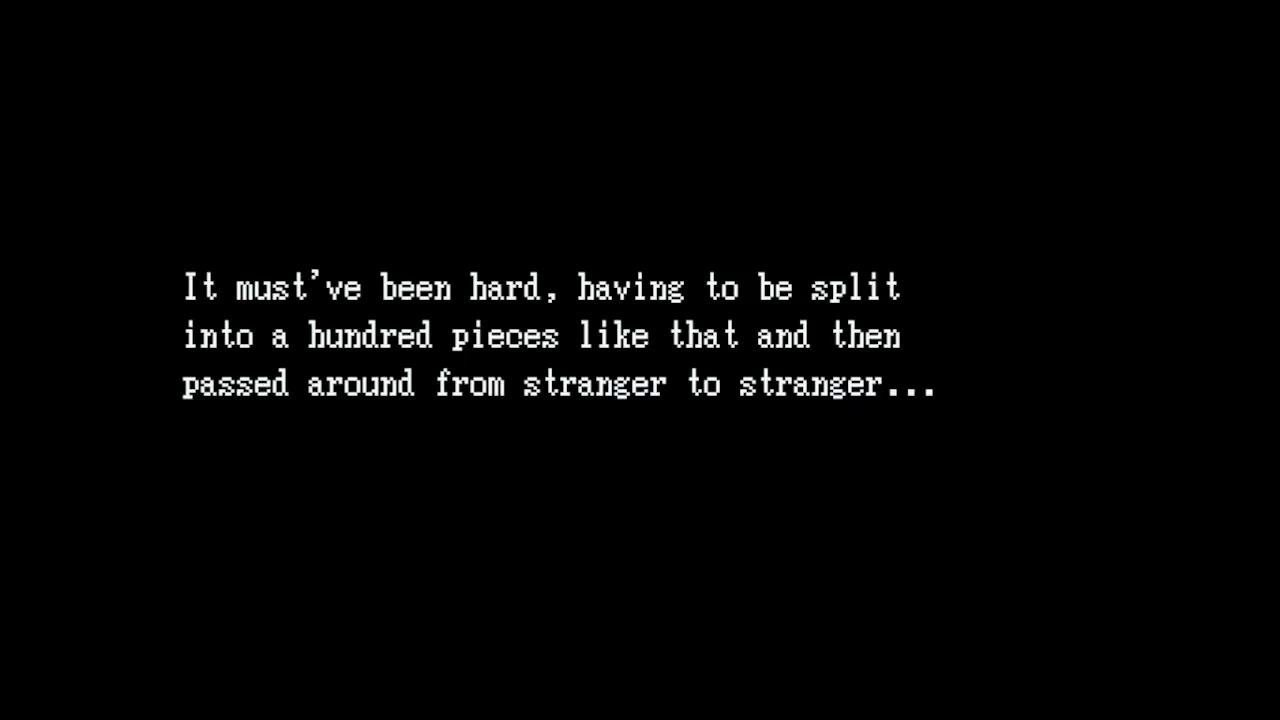 It must've been hard, having to be split
into a hundred pieces like that and then
passed around from stranger to stranger...